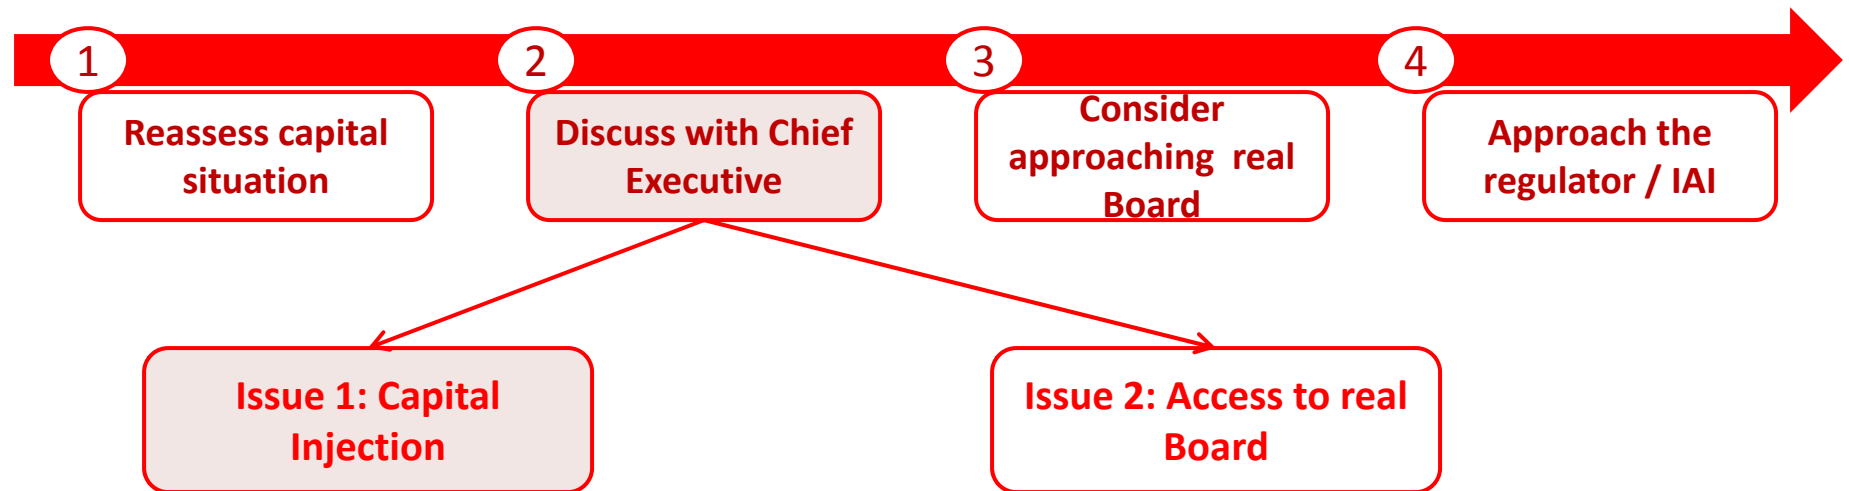 1
2
3
4
Reassess capital
situation
Discuss with Chief
Executive
Consider
approaching real
Board
Approach the
regulator / IAI
Issue 1: Capital
Injection
Issue 2: Access to real
Board